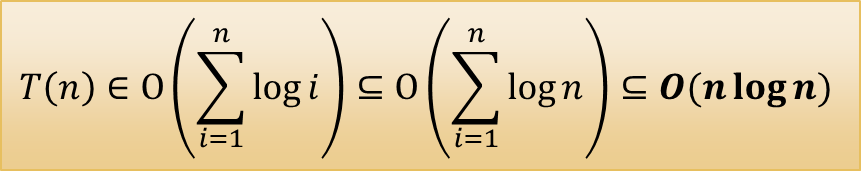 T(n) ∈ O(∑_{i=1}^{n} log i) ⊆ O(∑_{i=1}^{n} log n) ⊆ O(n log n)